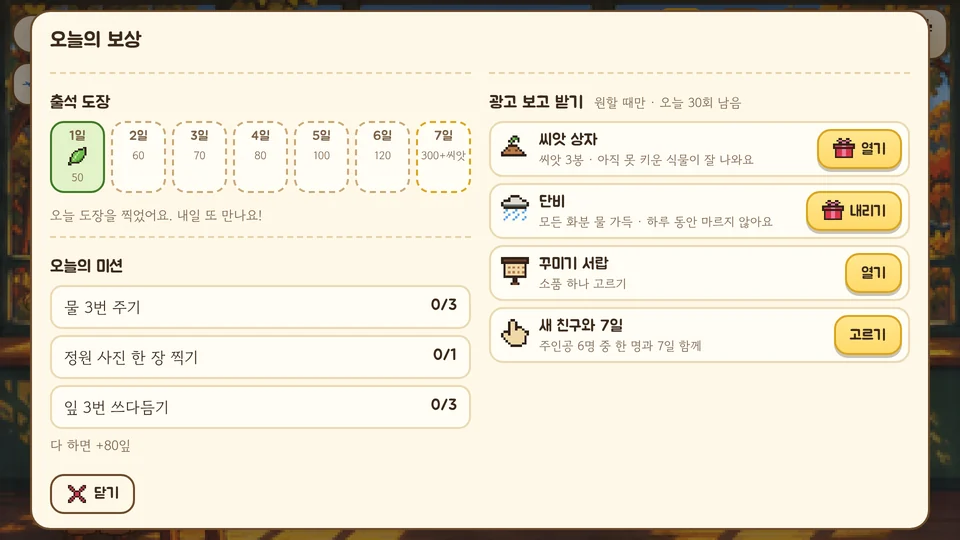 오늘의 보상
출석 도장
1일
50
2일
60
3일
70
4일
80
5일
100
6일
120
7일
300+씨앗
오늘 도장을 찍었어요. 내일 또 만나요!
오늘의 미션
물 3번 주기 0/3
정원 사진 한 장 찍기 0/1
잎 3번 쓰다듬기 0/3
다 하면 +80잎
닫기
광고 보고 받기 원할 때만 · 오늘 30회 남음
씨앗 상자
씨앗 3봉 · 아직 못 키운 식물이 잘 나와요
열기
단비
모든 화분 물 가득 · 하루 동안 마르지 않아요
내리기
꾸미기 서랍
소품 하나 고르기
열기
새 친구와 7일
주인공 6명 중 한 명과 7일 함께
고르기